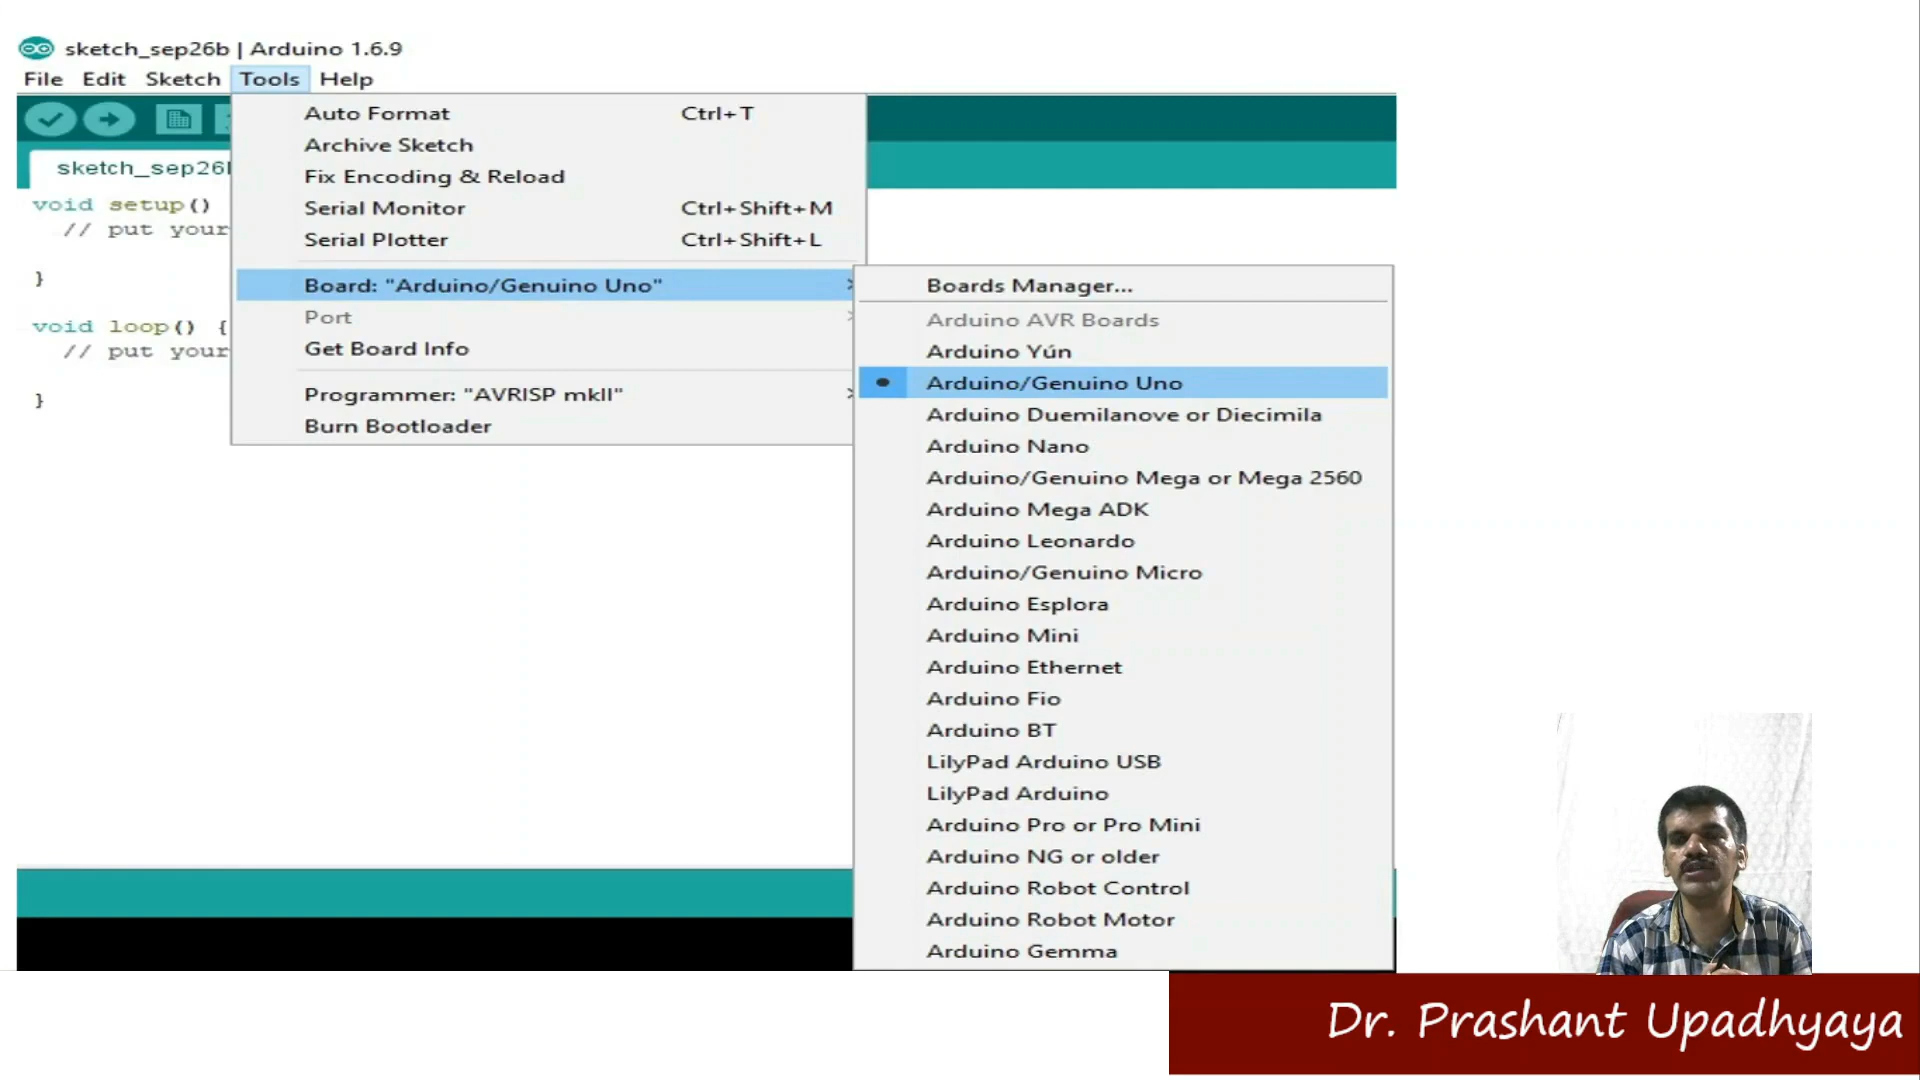 sketch_sep26b | Arduino 1.6.9
File Edit Sketch Tools Help
Auto Format Ctrl+T
Archive Sketch
Fix Encoding & Reload
Serial Monitor Ctrl+Shift+M
Serial Plotter Ctrl+Shift+L
Board: "Arduino/Genuino Uno"
Port
Get Board Info
Programmer: "AVRISP mkII"
Burn Bootloader
sketch_sep26
void setup()
// put your
}
void loop() {
// put your
}
Boards Manager...
Arduino AVR Boards
Arduino Yún
Arduino/Genuino Uno
Arduino Duemilanove or Diecimila
Arduino Nano
Arduino/Genuino Mega or Mega 2560
Arduino Mega ADK
Arduino Leonardo
Arduino/Genuino Micro
Arduino Esplora
Arduino Mini
Arduino Ethernet
Arduino Fio
Arduino BT
LilyPad Arduino USB
LilyPad Arduino
Arduino Pro or Pro Mini
Arduino NG or older
Arduino Robot Control
Arduino Robot Motor
Arduino Gemma
Dr. Prashant Upadhyaya